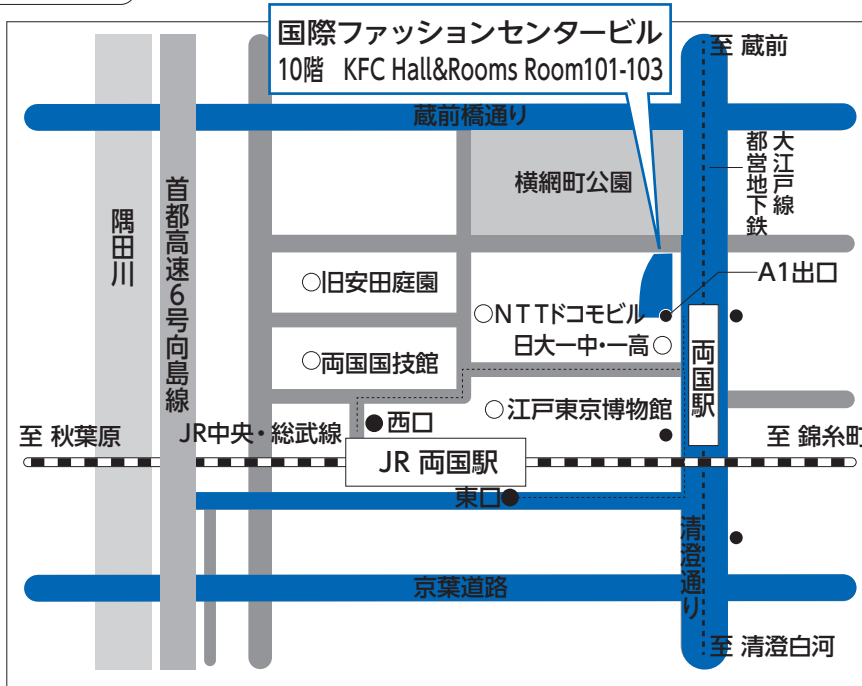 国際ファッションセンタービル
10階 KFC Hall&Rooms Room101-103
至 蔵前
蔵前橋通り
都営地下鉄
大江戸線
横網町公園
隅田川
首都高速6号向島線
○旧安田庭園
A1出口
○NTTドコモビル
日大一中・一高○
○両国国技館
両国駅
○江戸東京博物館
●西口
至 秋葉原
JR中央・総武線
至 錦糸町
JR 両国駅
東口●
清澄通り
京葉道路
至 清澄白河